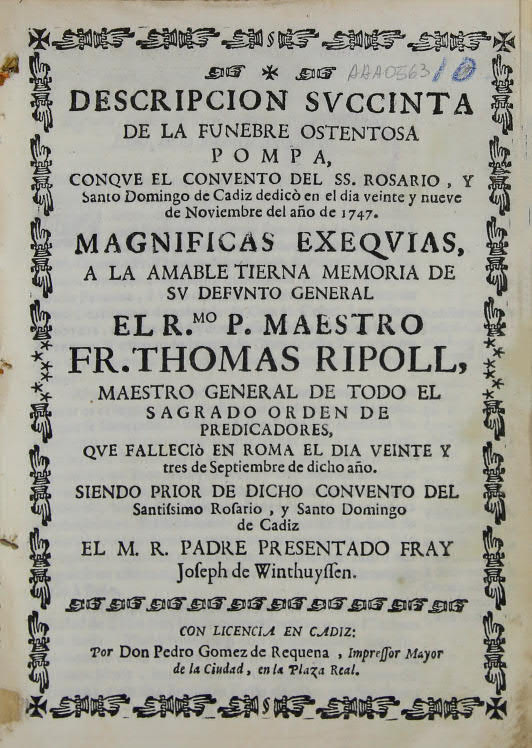 AAA0563 10
DESCRIPCION SVCCINTA
DE LA FUNEBRE OSTENTOSA
POMPA,
CONQVE EL CONVENTO DEL SS. ROSARIO, Y
Santo Domingo de Cadiz dedicò en el dia veinte y nueve
de Noviembre del año de 1747.
MAGNIFICAS EXEQVIAS,
A LA AMABLE TIERNA MEMORIA DE
SV DEFVNTO GENERAL
EL R.MO P. MAESTRO
FR. THOMAS RIPOLL,
MAESTRO GENERAL DE TODO EL
SAGRADO ORDEN DE
PREDICADORES,
QVE FALLECIÒ EN ROMA EL DIA VEINTE Y
tres de Septiembre de dicho año.
SIENDO PRIOR DE DICHO CONVENTO DEL
Santiſsimo Rosario, y Santo Domingo
de Cadiz
EL M. R. PADRE PRESENTADO FRAY
Joseph de Winthuyſſen.
CON LICENCIA EN CADIZ:
Por Don Pedro Gomez de Requena, Impreſſor Mayor
de la Ciudad, en la Plaza Real.